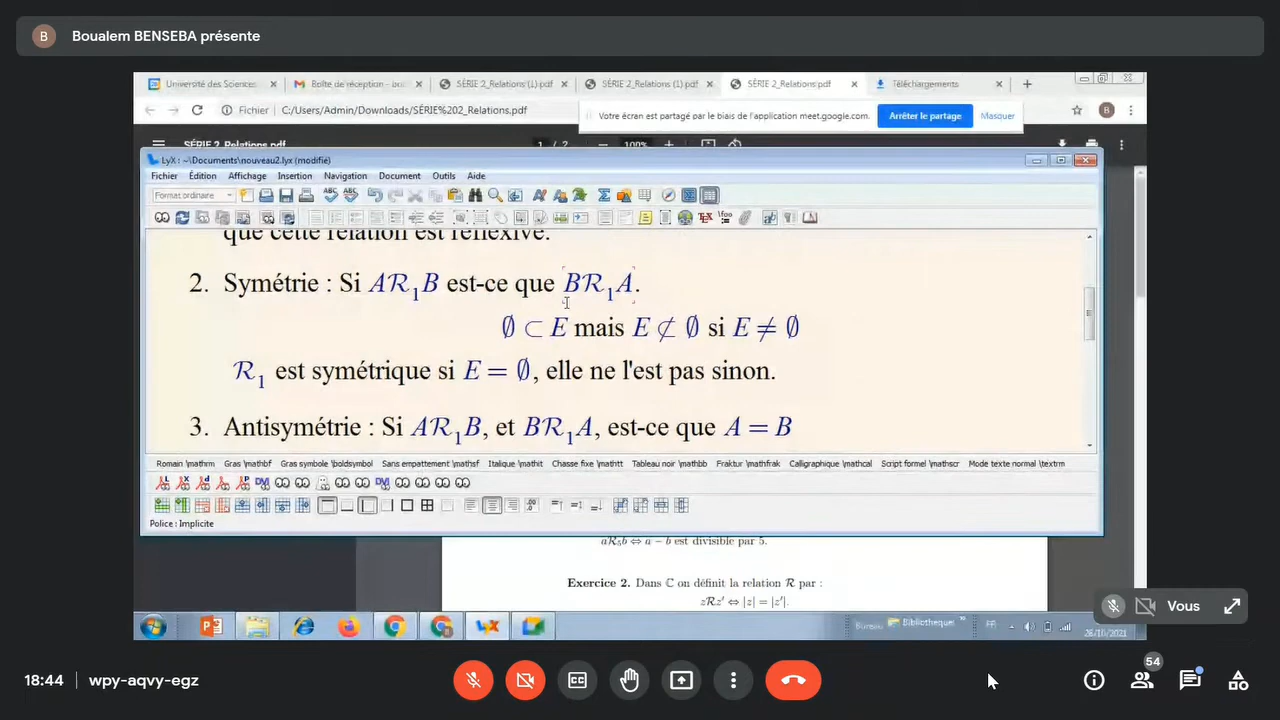 B Boualem BENSEBA présente
Université des Sciences
SÉRIE 2_Relations (1).pdf
SÉRIE 2_Relations (1).pdf
SÉRIE 2_Relations.pdf
Téléchargements
Fichier C:/Users/Admin/Downloads/SÉRIE%202_Relations.pdf
Votre écran est partagé par le biais de l'application meet.google.com. Arrêter le partage Masquer
B
SÉRIE 2_Relations.pdf 1 / 2 100%
LyX : ~\Documents\nouveau2.lyx (modifié)
Fichier Édition Affichage Insertion Navigation Document Outils Aide
Format ordinaire
que cette relation est réflexive.
2. Symétrie : Si Aℛ₁B est-ce que Bℛ₁A.
∅ ⊂ E mais E ⊄ ∅ si E ≠ ∅
ℛ₁ est symétrique si E = ∅, elle ne l'est pas sinon.
3. Antisymétrie : Si Aℛ₁B, et Bℛ₁A, est-ce que A = B
Romain \mathrm Gras \mathbf Gras symbole \boldsymbol Sans empattement \mathsf Italique \mathit Chasse fixe \mathtt Tableau noir \mathbb Fraktur \mathfrak Calligraphique \mathcal Script formel \mathscr Mode texte normal \textrm
Police : Implicite
aℛ₅b ⇔ a − b est divisible par 5.
Exercice 2. Dans ℂ on définit la relation ℛ par :
zℛz′ ⇔ |z| = |z′|.
Vous
Bureau Bibliothèques » FR
26/10/2021
18:44 wpy-aqvy-egz
54